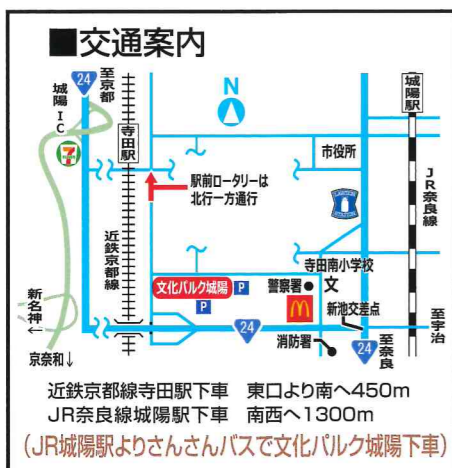 ■交通案内
24
至京都
城陽IC
7
寺田駅
N
城陽駅
市役所
LAWSON
JR奈良線
駅前ロータリーは
北行一方通行
近鉄京都線
寺田南小学校
文
文化パルク城陽
P
P
警察署
M
新池交差点
新名神
←
京奈和↓
24
消防署
24
至奈良
至宇治
近鉄京都線寺田駅下車 東口より南へ450m
JR奈良線城陽駅下車 南西へ1300m
(JR城陽駅よりさんさんバスで文化パルク城陽下車)